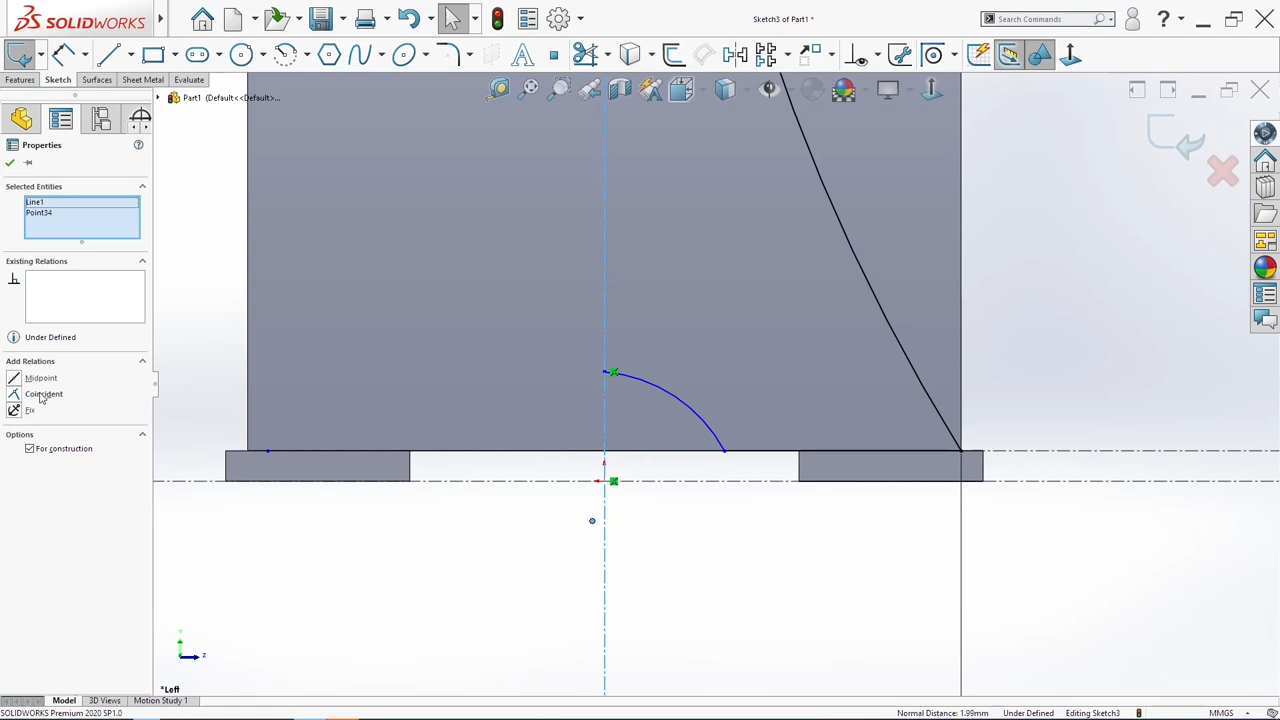 SOLIDWORKS
Sketch3 of Part1 *
Search Commands
Features
Sketch
Surfaces
Sheet Metal
Evaluate
Part1 (Default<<Default>...
Properties
Selected Entities
Line1
Point34
Existing Relations
Under Defined
Add Relations
Midpoint
Coincident
Fix
Options
For construction
Y
z
*Left
Model
3D Views
Motion Study 1
SOLIDWORKS Premium 2020 SP1.0
Normal Distance: 1.99mm
Under Defined
Editing Sketch3
MMGS